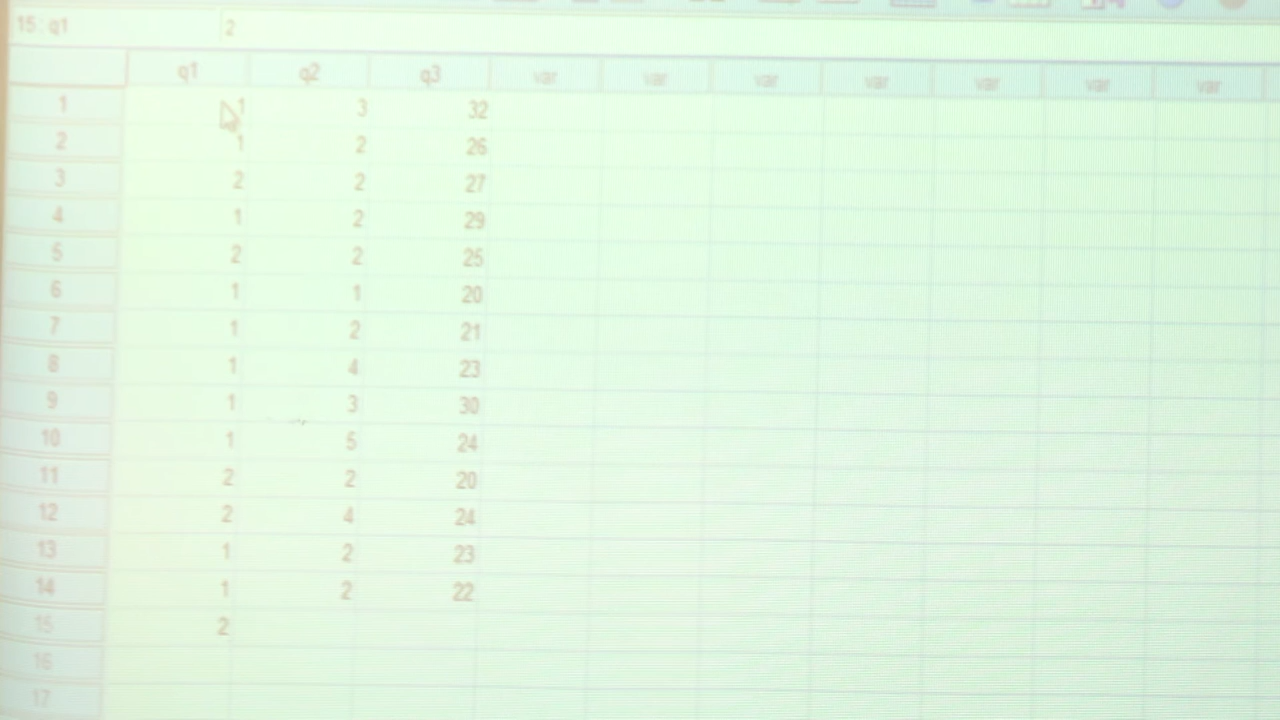 15 : q1 2
q1 q2 q3 var var var var var var var
1 1 3 32
2 1 2 26
3 2 2 27
4 1 2 29
5 2 2 25
6 1 1 20
7 1 2 21
8 1 4 23
9 1 3 30
10 1 5 24
11 2 2 20
12 2 4 24
13 1 2 23
14 1 2 22
15 2
16
17